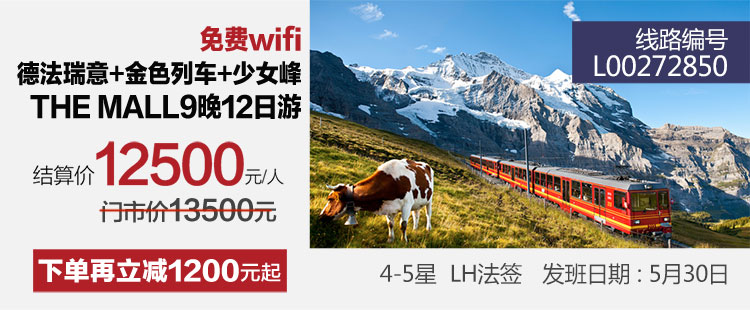 免费wifi
德法瑞意+金色列车+少女峰
THE MALL9晚12日游
结算价12500元/人
门市价13500元
下单再立减1200元起
线路编号
L00272850
4-5星 LH法签 发班日期：5月30日